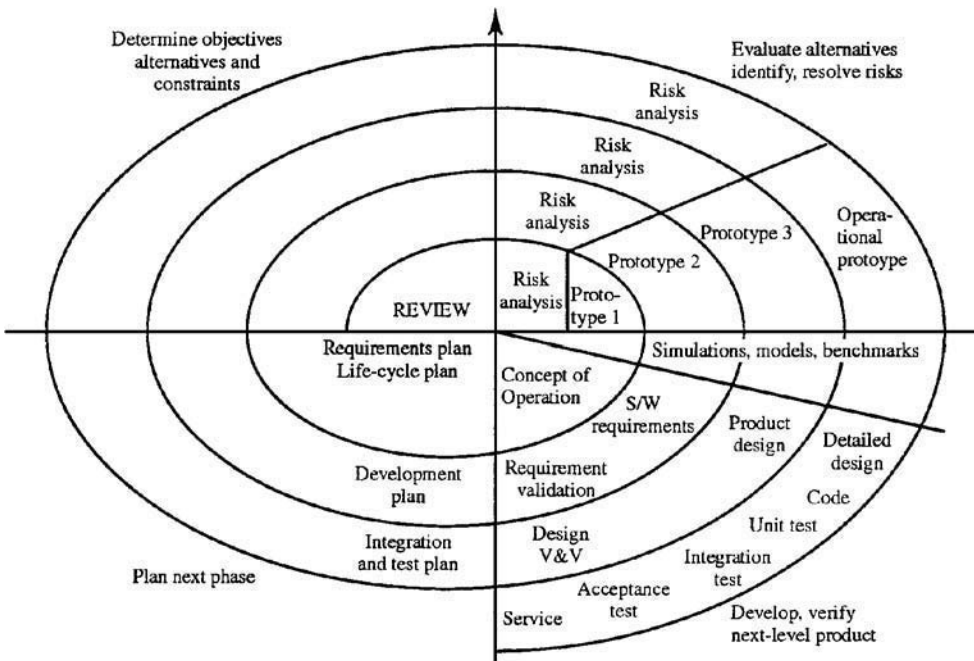 Determine objectives
alternatives and
constraints
Evaluate alternatives
identify, resolve risks
Risk
analysis
Risk
analysis
Risk
analysis
Opera-
tional
protoype
Prototype 3
Prototype 2
Risk
analysis
Proto-
type 1
REVIEW
Requirements plan
Life-cycle plan
Simulations, models, benchmarks
Concept of
Operation
S/W
requirements
Product
design
Detailed
design
Development
plan
Requirement
validation
Code
Unit test
Integration
and test plan
Design
V&V
Integration
test
Plan next phase
Acceptance
test
Service
Develop, verify
next-level product